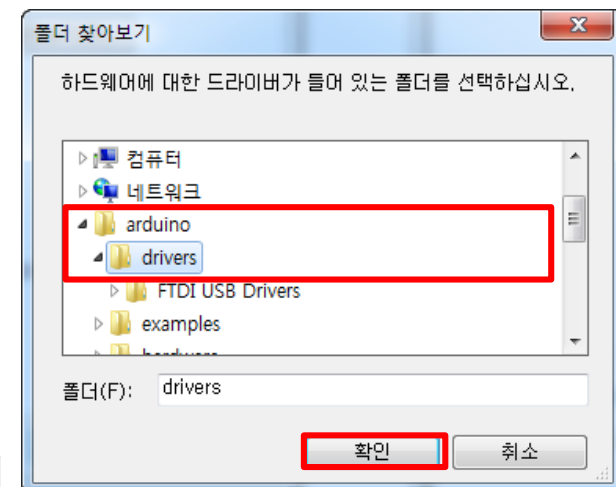 폴더 찾아보기
하드웨어에 대한 드라이버가 들어 있는 폴더를 선택하십시오.
컴퓨터
네트워크
arduino
drivers
FTDI USB Drivers
examples
hardware
폴더(F): drivers
확인 취소